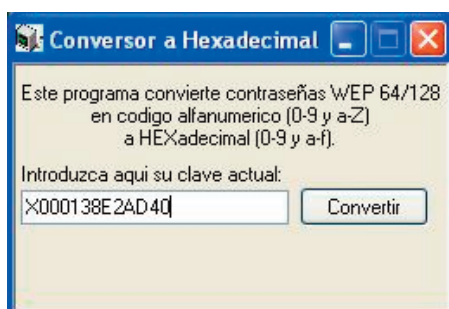 Conversor a Hexadecimal
Este programa convierte contraseñas WEP 64/128
en codigo alfanumerico (0-9 y a-Z)
a HEXadecimal (0-9 y a-f).
Introduzca aqui su clave actual:
X000138E2AD40
Convertir